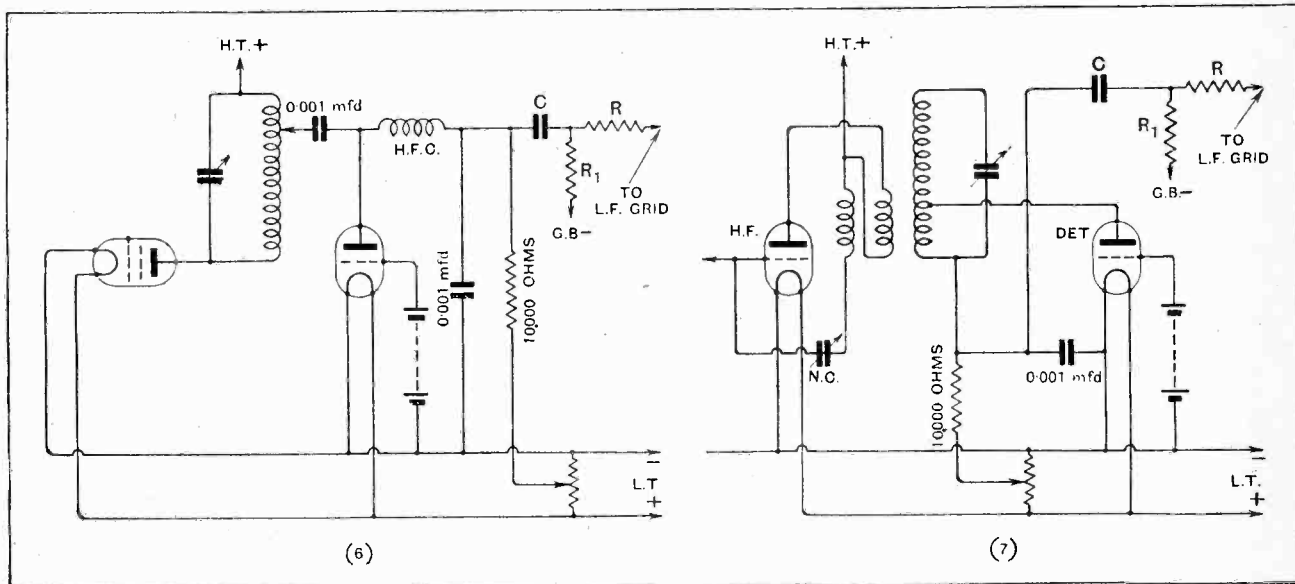 H.T.+
0·001 mfd
H.F.C.
C
R
R1
TO
L.F. GRID
G.B-
0·001 mfd
10,000 OHMS
-
L.T
+
(6)
H.T.+
C
R
R1
TO
L.F. GRID
G.B-
H.F.
DET
N.C.
10,000 OHMS
0·001 mfd
-
L.T.
+
(7)